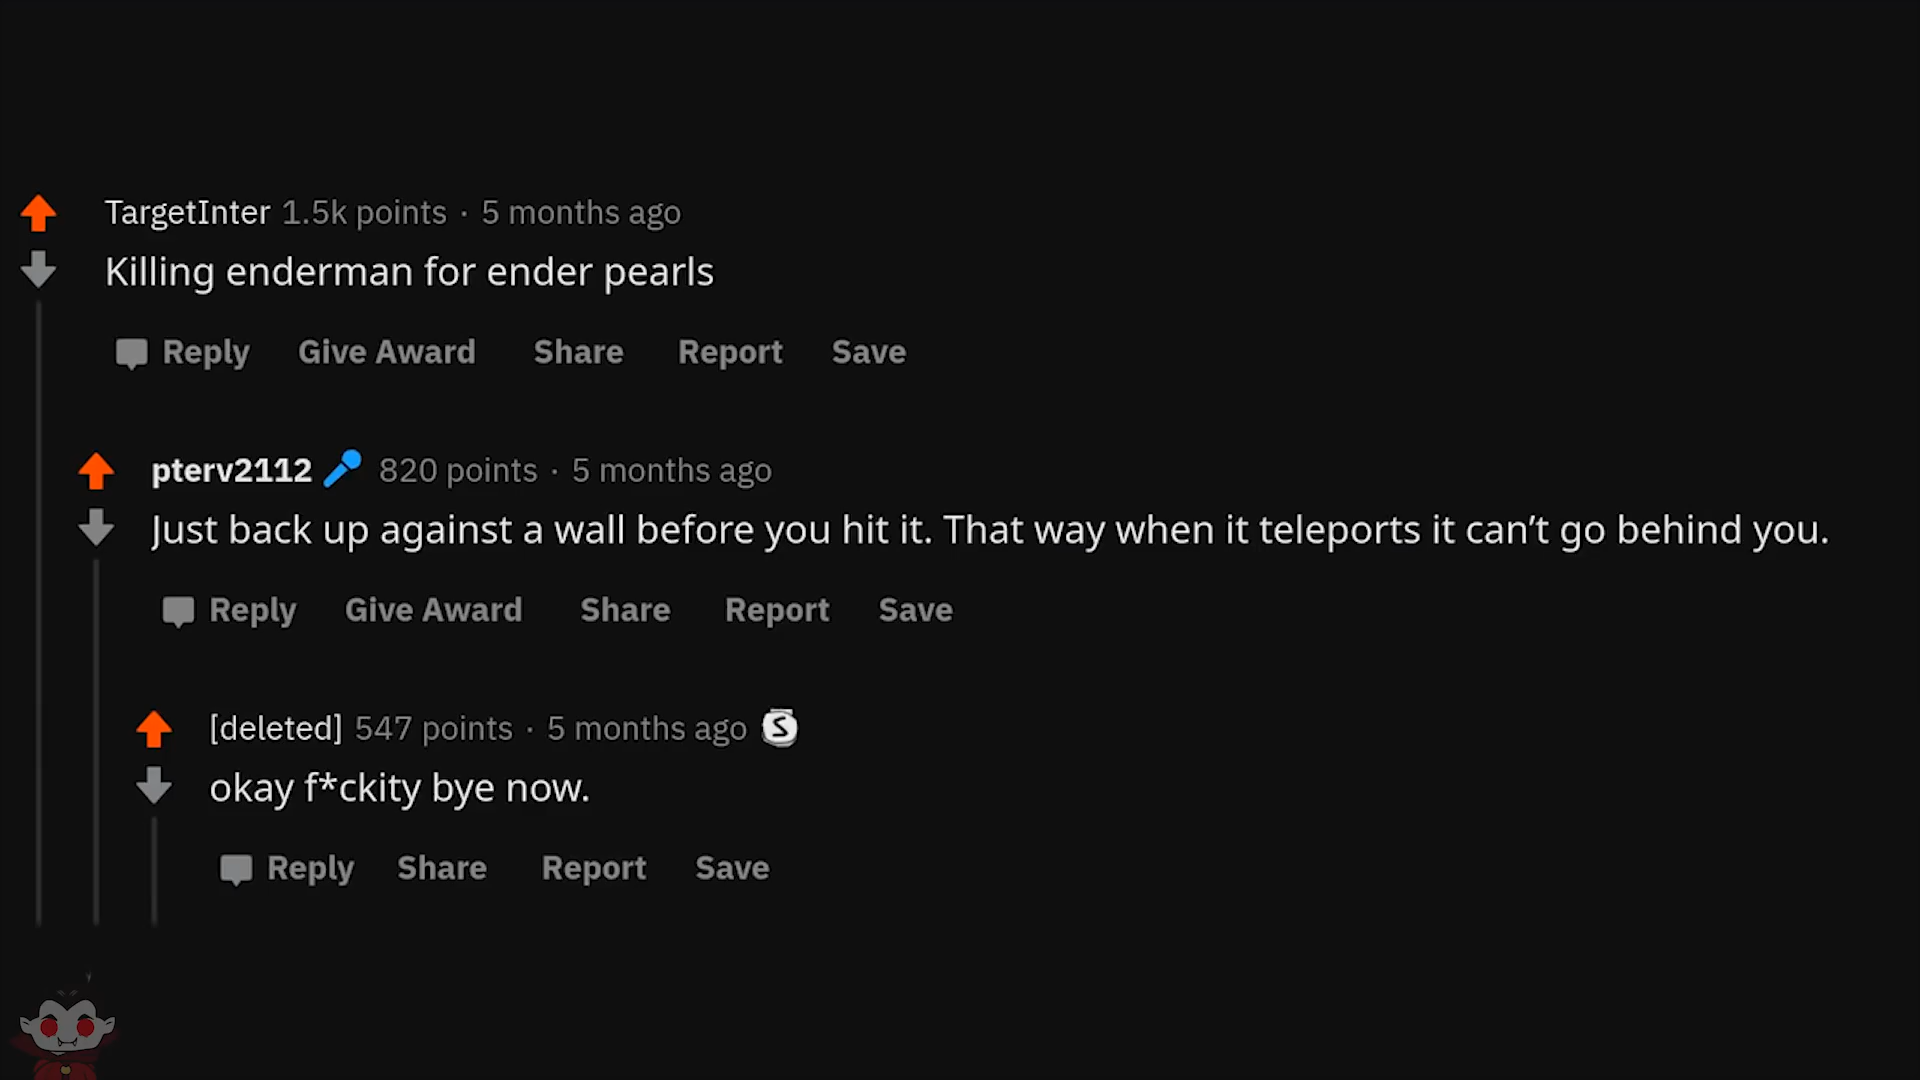 TargetInter 1.5k points · 5 months ago
Killing enderman for ender pearls
Reply Give Award Share Report Save
pterv2112 820 points · 5 months ago
Just back up against a wall before you hit it. That way when it teleports it can’t go behind you.
Reply Give Award Share Report Save
[deleted] 547 points · 5 months ago S
okay f*ckity bye now.
Reply Share Report Save